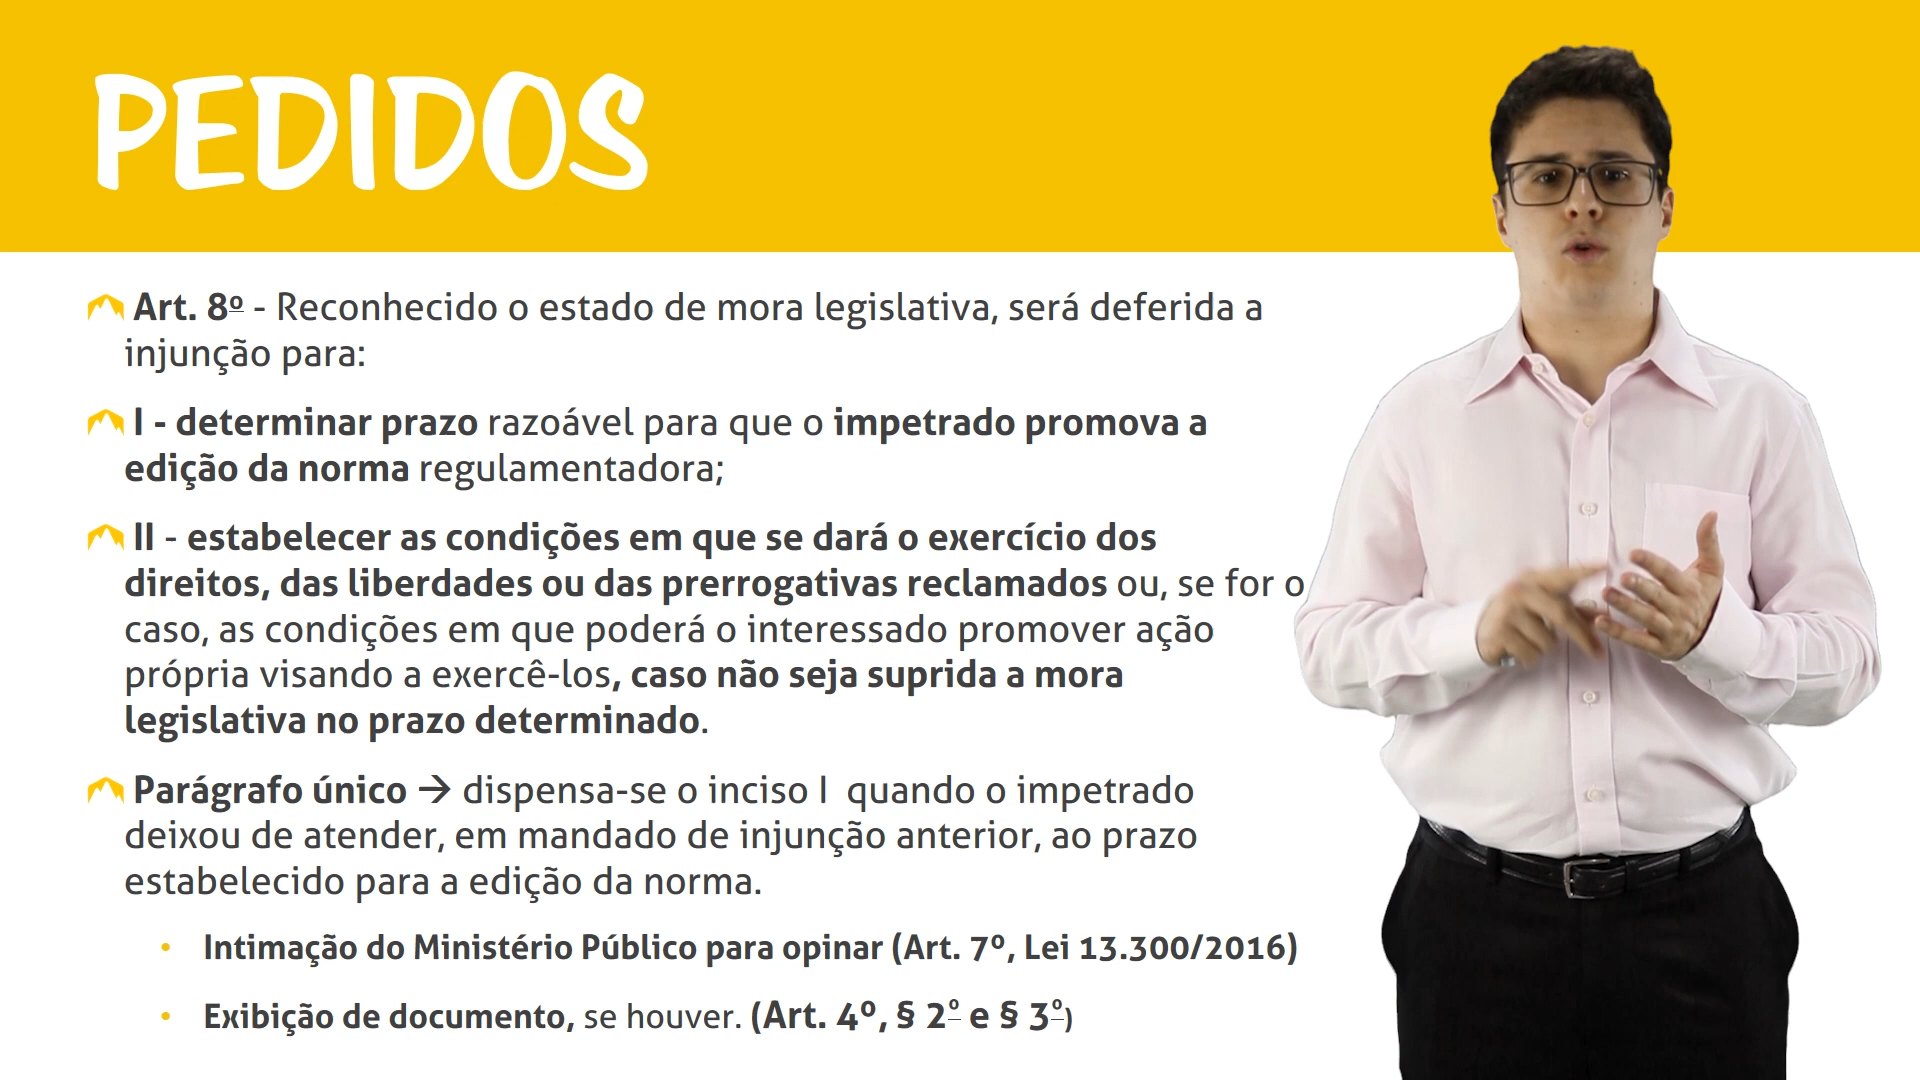 PEDIDOS
Art. 8º - Reconhecido o estado de mora legislativa, será deferida a
injunção para:
I - determinar prazo razoável para que o impetrado promova a
edição da norma regulamentadora;
II - estabelecer as condições em que se dará o exercício dos
direitos, das liberdades ou das prerrogativas reclamados ou, se for o
caso, as condições em que poderá o interessado promover ação
própria visando a exercê-los, caso não seja suprida a mora
legislativa no prazo determinado.
Parágrafo único → dispensa-se o inciso I quando o impetrado
deixou de atender, em mandado de injunção anterior, ao prazo
estabelecido para a edição da norma.
• Intimação do Ministério Público para opinar (Art. 7º, Lei 13.300/2016)
• Exibição de documento, se houver. (Art. 4º, § 2º e § 3º)